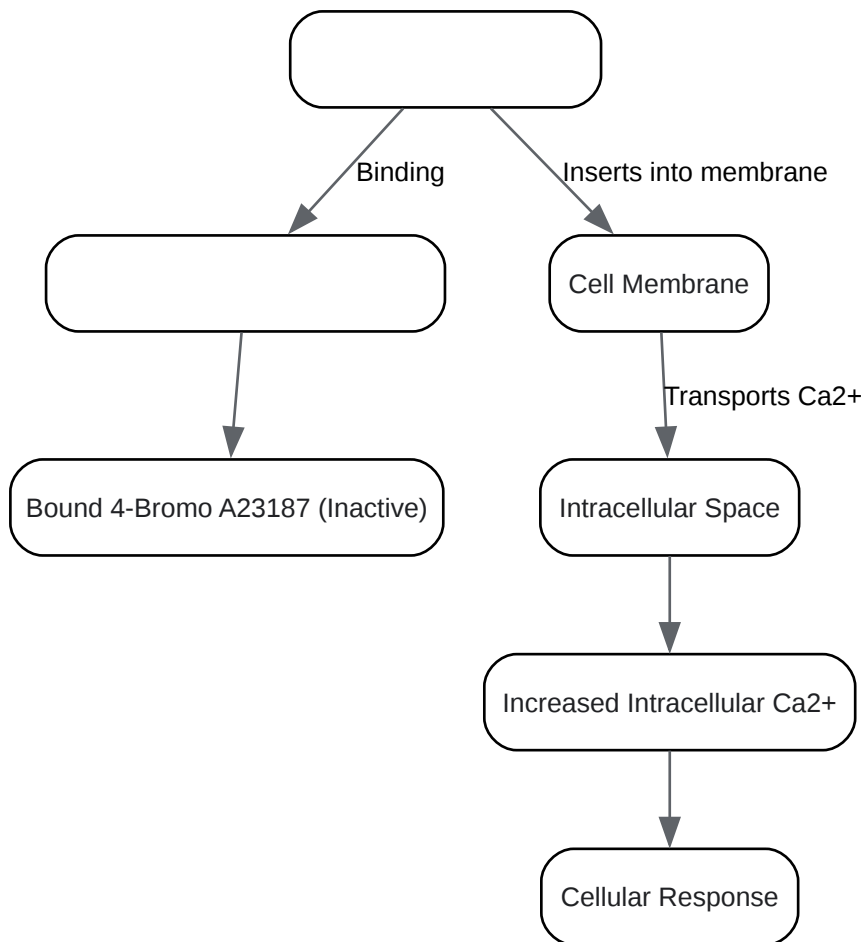 Binding
Inserts into membrane
Cell Membrane
Transports Ca2+
Bound 4-Bromo A23187 (Inactive)
Intracellular Space
Increased Intracellular Ca2+
Cellular Response